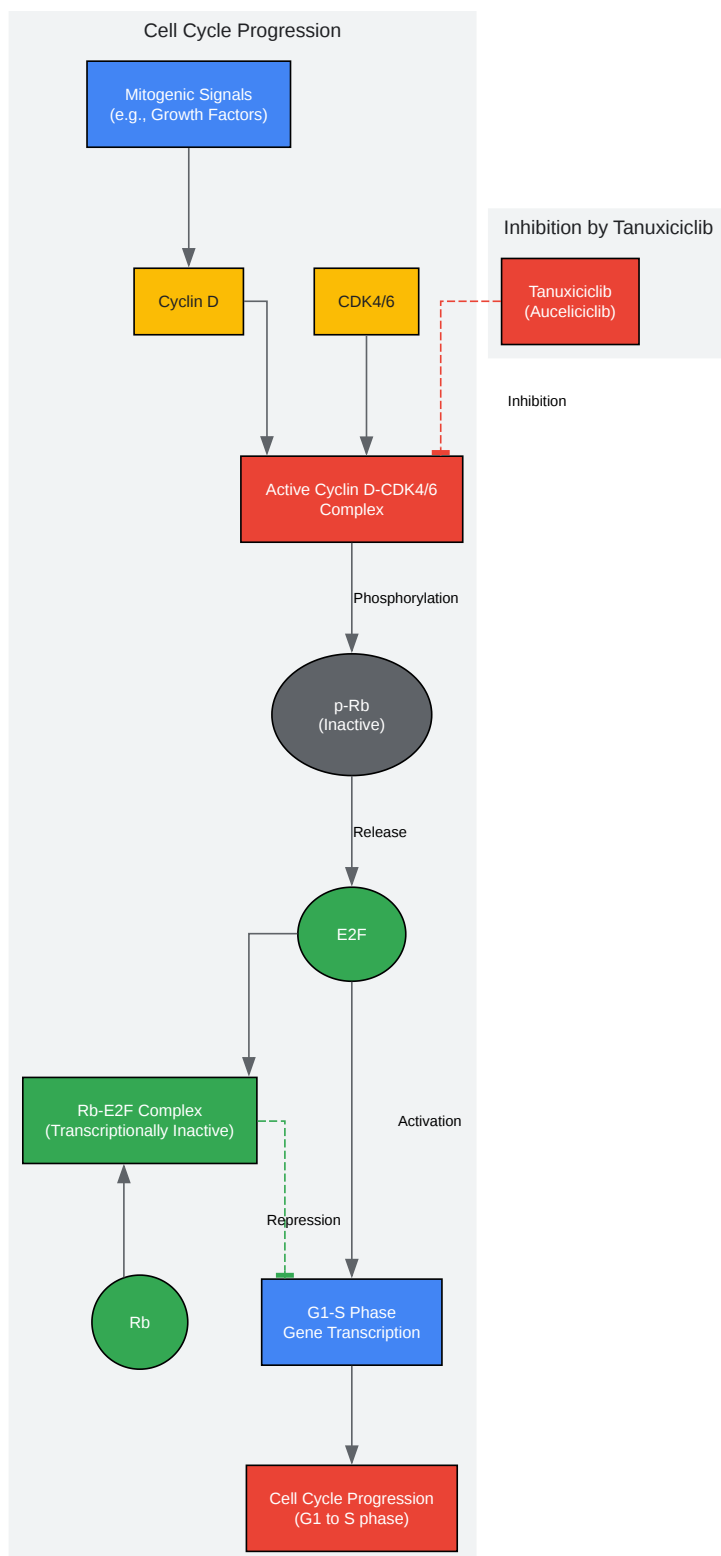 Cell Cycle Progression
Mitogenic Signals
(e.g., Growth Factors)
Inhibition by Tanuxiciclib
Cyclin D
CDK4/6
Tanuxiciclib
(Auceliciclib)
Inhibition
Active Cyclin D-CDK4/6
Complex
Phosphorylation
p-Rb
(Inactive)
Release
E2F
Rb-E2F Complex
(Transcriptionally Inactive)
Activation
Repression
Rb
G1-S Phase
Gene Transcription
Cell Cycle Progression
(G1 to S phase)